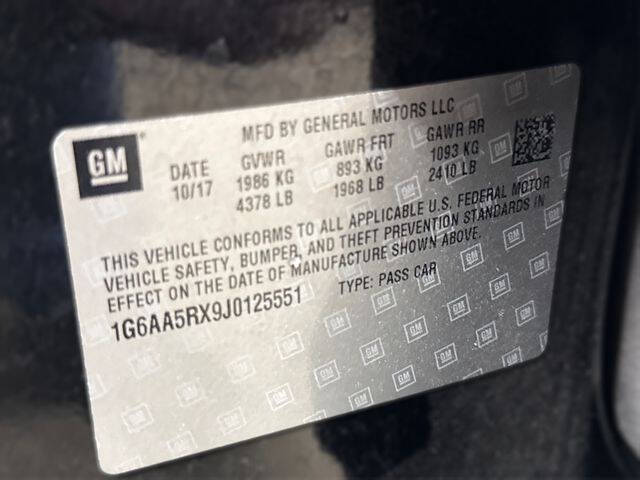 GM
MFD BY GENERAL MOTORS LLC
DATE GVWR GAWR FRT GAWR RR
10/17 1986 KG 893 KG 1093 KG
4378 LB 1968 LB 2410 LB
THIS VEHICLE CONFORMS TO ALL APPLICABLE U.S. FEDERAL MOTOR
VEHICLE SAFETY, BUMPER, AND THEFT PREVENTION STANDARDS IN
EFFECT ON THE DATE OF MANUFACTURE SHOWN ABOVE.
1G6AA5RX9J0125551 TYPE: PASS CAR